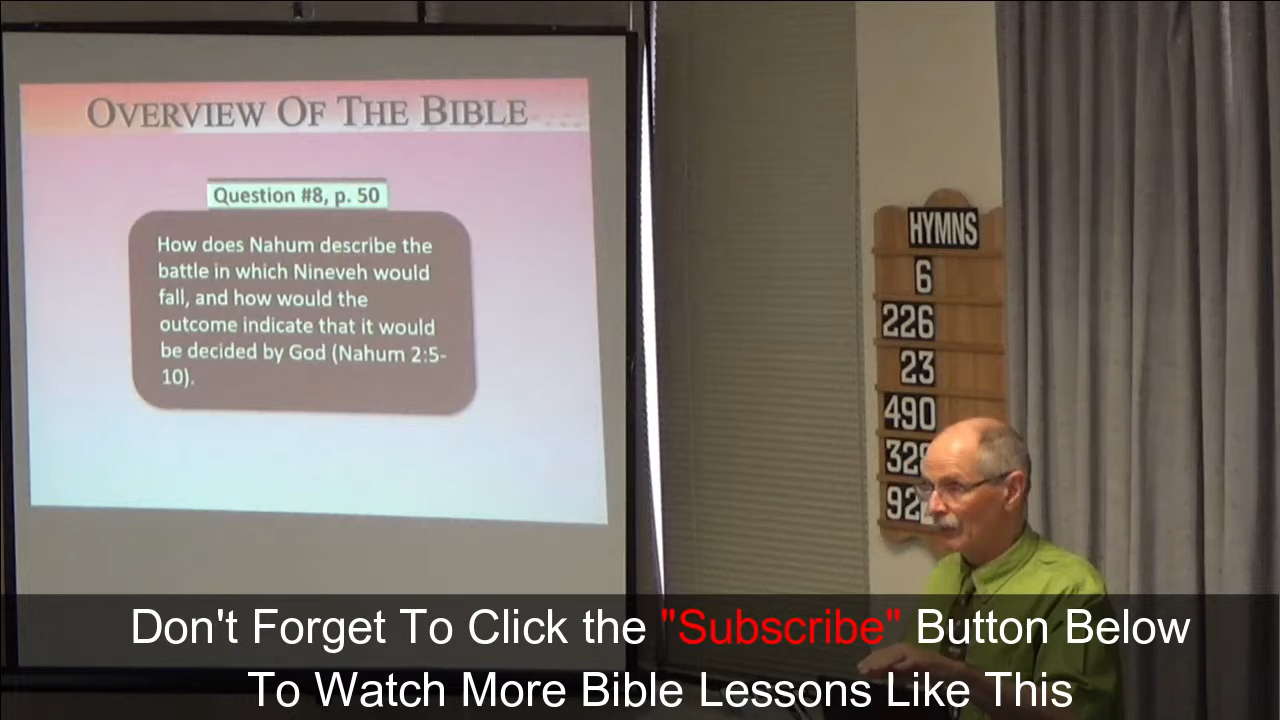 OVERVIEW OF THE BIBLE
Question #8, p. 50
How does Nahum describe the
battle in which Nineveh would
fall, and how would the
outcome indicate that it would
be decided by God (Nahum 2:5-
10).
HYMNS
6
226
23
490
Don't Forget To Click the "Subscribe" Button Below
To Watch More Bible Lessons Like This